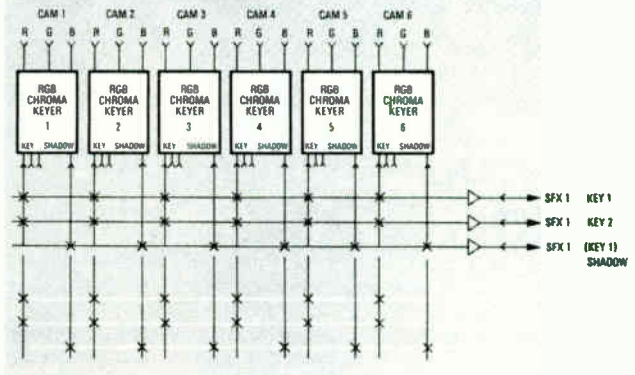 CAM 1 CAM 2 CAM 3 CAM 4 CAM 5 CAM 6
R G B R G B R G B R G B R G B R G B
RGB RGB RGB RGB RGB RGB
CHROMA CHROMA CHROMA CHROMA CHROMA CHROMA
KEYER KEYER KEYER KEYER KEYER KEYER
1 2 3 4 5 6
KEY SHADOW KEY SHADOW KEY SHADOW KEY SHADOW KEY SHADOW KEY SHADOW
SFX 1 KEY 1
SFX 1 KEY 2
SFX 1 (KEY 1)
SHADOW